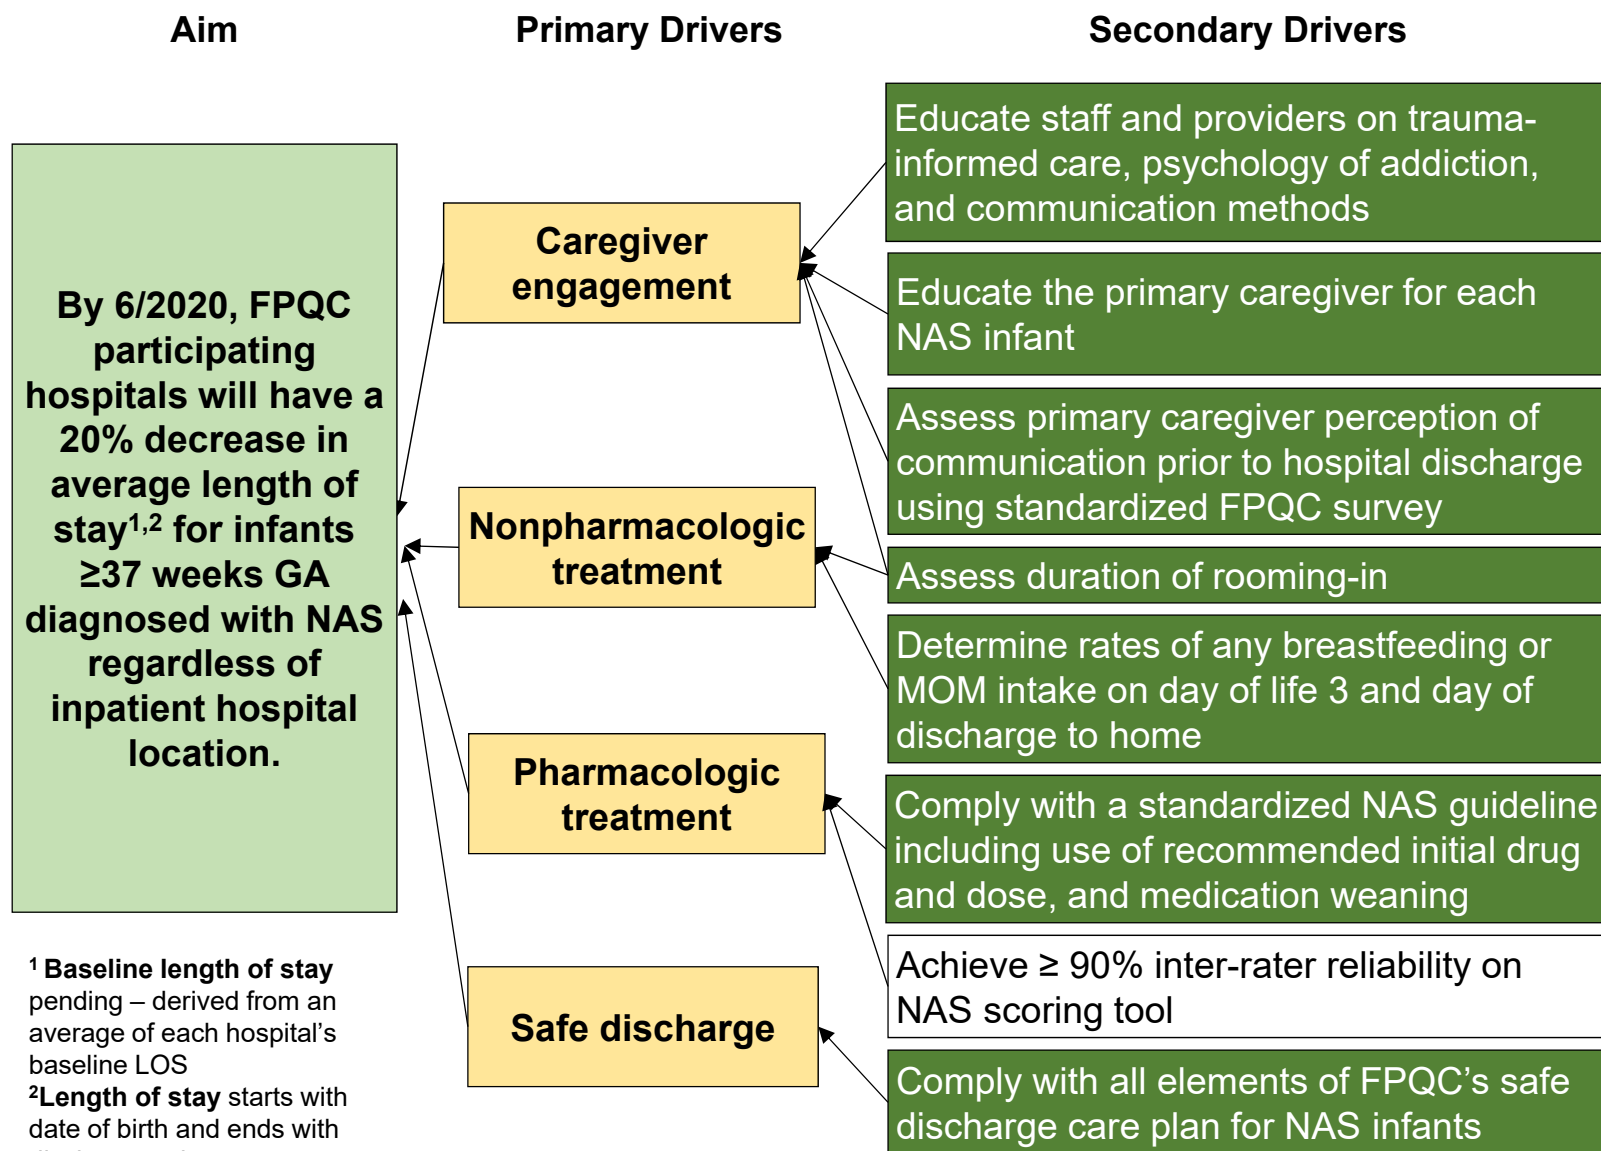 Aim
Primary Drivers
Secondary Drivers
By 6/2020, FPQC
participating
hospitals will have a
20% decrease in
average length of
stay1,2 for infants
≥37 weeks GA
diagnosed with NAS
regardless of
inpatient hospital
location.
1 Baseline length of stay
pending – derived from an
average of each hospital’s
baseline LOS
2Length of stay starts with
date of birth and ends with
Caregiver
engagement
Nonpharmacologic
treatment
Pharmacologic
treatment
Safe discharge
Educate staff and providers on trauma-
informed care, psychology of addiction,
and communication methods
Educate the primary caregiver for each
NAS infant
Assess primary caregiver perception of
communication prior to hospital discharge
using standardized FPQC survey
Assess duration of rooming-in
Determine rates of any breastfeeding or
MOM intake on day of life 3 and day of
discharge to home
Comply with a standardized NAS guideline
including use of recommended initial drug
and dose, and medication weaning
Achieve ≥ 90% inter-rater reliability on
NAS scoring tool
Comply with all elements of FPQC’s safe
discharge care plan for NAS infants